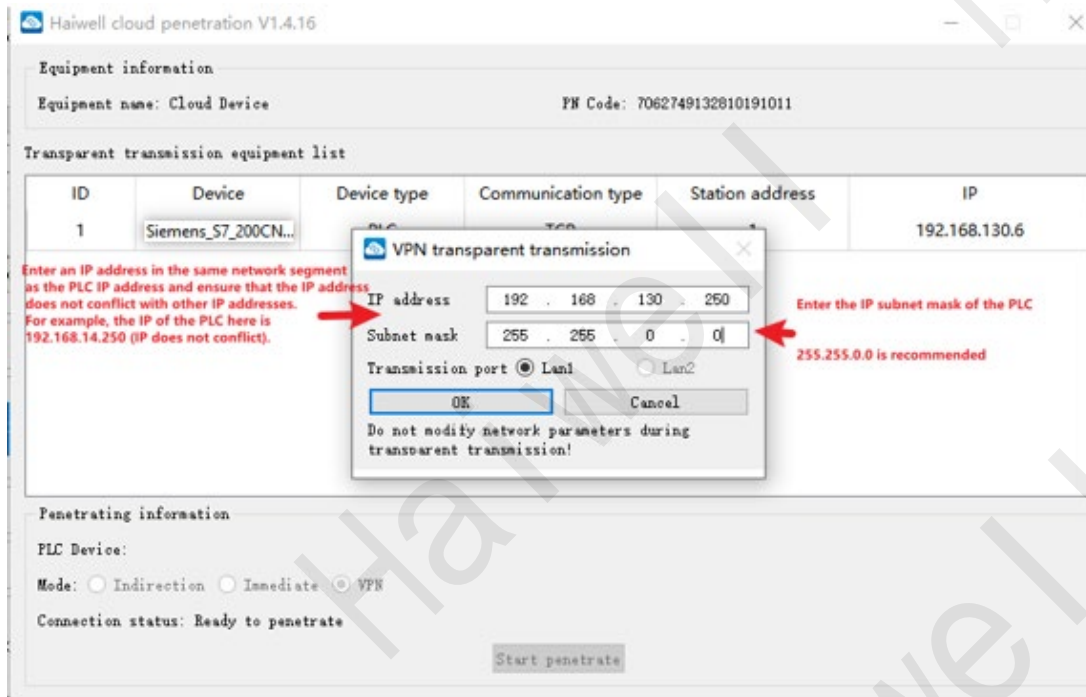 Haiwell cloud penetration V1.4.16
Equipment information
Equipment name: Cloud Device PN Code: 7062749132810191011
Transparent transmission equipment list
ID Device Device type Communication type Station address IP
1 Siemens_S7_200CN... PLC TCP 1 192.168.130.6
VPN transparent transmission
Enter an IP address in the same network segment
as the PLC IP address and ensure that the IP address
does not conflict with other IP addresses.
For example, the IP of the PLC here is
192.168.14.250 (IP does not conflict).
IP address 192 . 168 . 130 . 250
Subnet mask 255 . 255 . 0 . 0
Enter the IP subnet mask of the PLC
255.255.0.0 is recommended
Transmission port Lan1 Lan2
OK Cancel
Do not modify network parameters during
transparent transmission!
Penetrating information
PLC Device:
Mode: Indirection Immediate VPN
Connection status: Ready to penetrate
Start penetrate
Haiwell